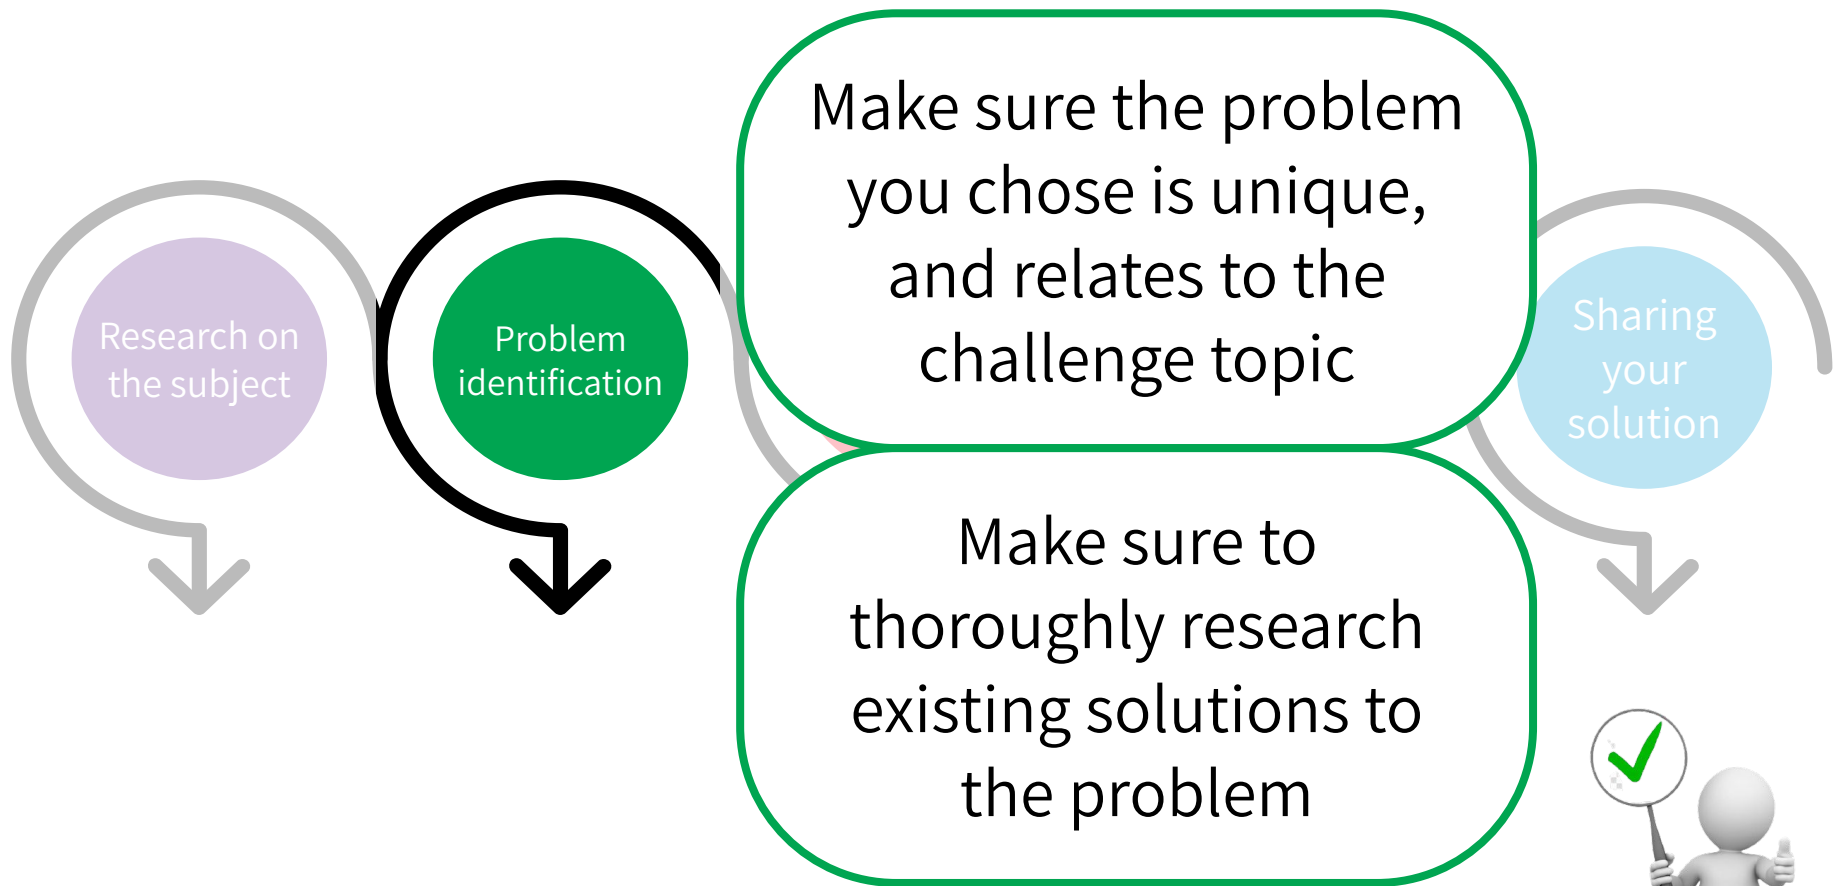 Research on
the subject
Problem
identification
Make sure the problem
you chose is unique,
and relates to the
challenge topic
Make sure to
thoroughly research
existing solutions to
the problem
Sharing
your
solution